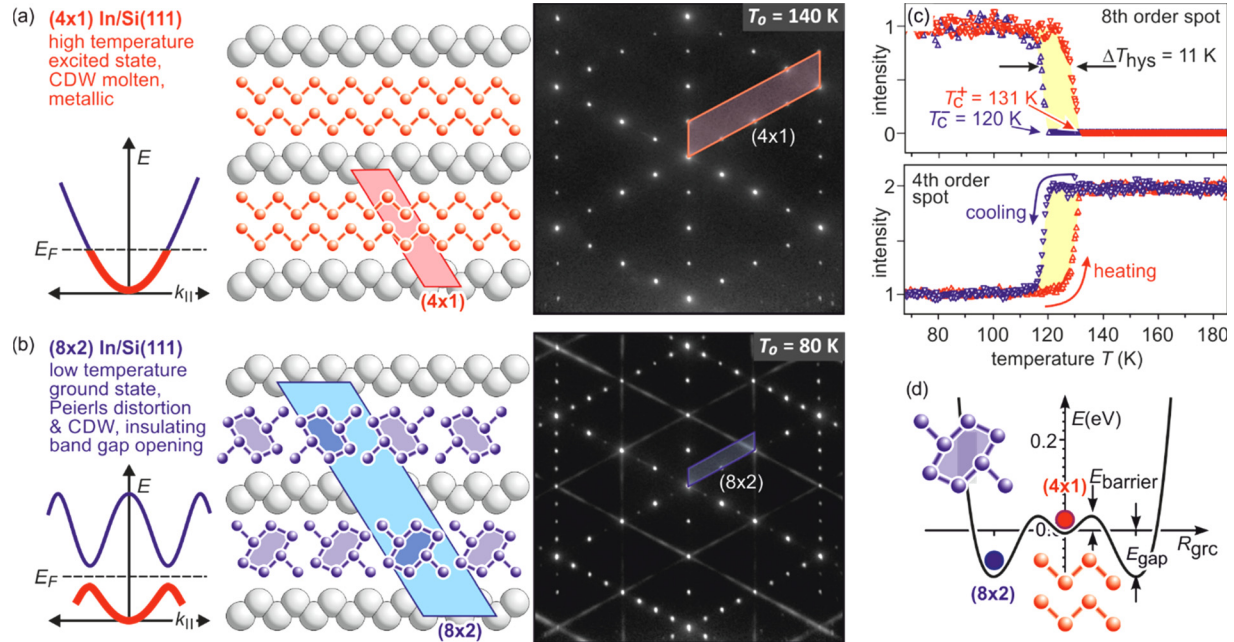 (a)
(4x1) In/Si(111)
high temperature
excited state,
CDW molten,
metallic
E
E_F
k_II
(4x1)
T_o = 140 K
(4x1)
(b)
(8x2) In/Si(111)
low temperature
ground state,
Peierls distortion
& CDW, insulating
band gap opening
E
E_F
k_II
(8x2)
T_o = 80 K
(8x2)
(c)
8th order spot
intensity
1
0
ΔT_hys = 11 K
T_C^+ = 131 K
T_C^- = 120 K
4th order
spot
intensity
2
1
cooling
heating
80 100 120 140 160 180
temperature T (K)
(d)
E(eV)
0.2
(4x1)
E_barrier
0.
R_grc
E_gap
(8x2)